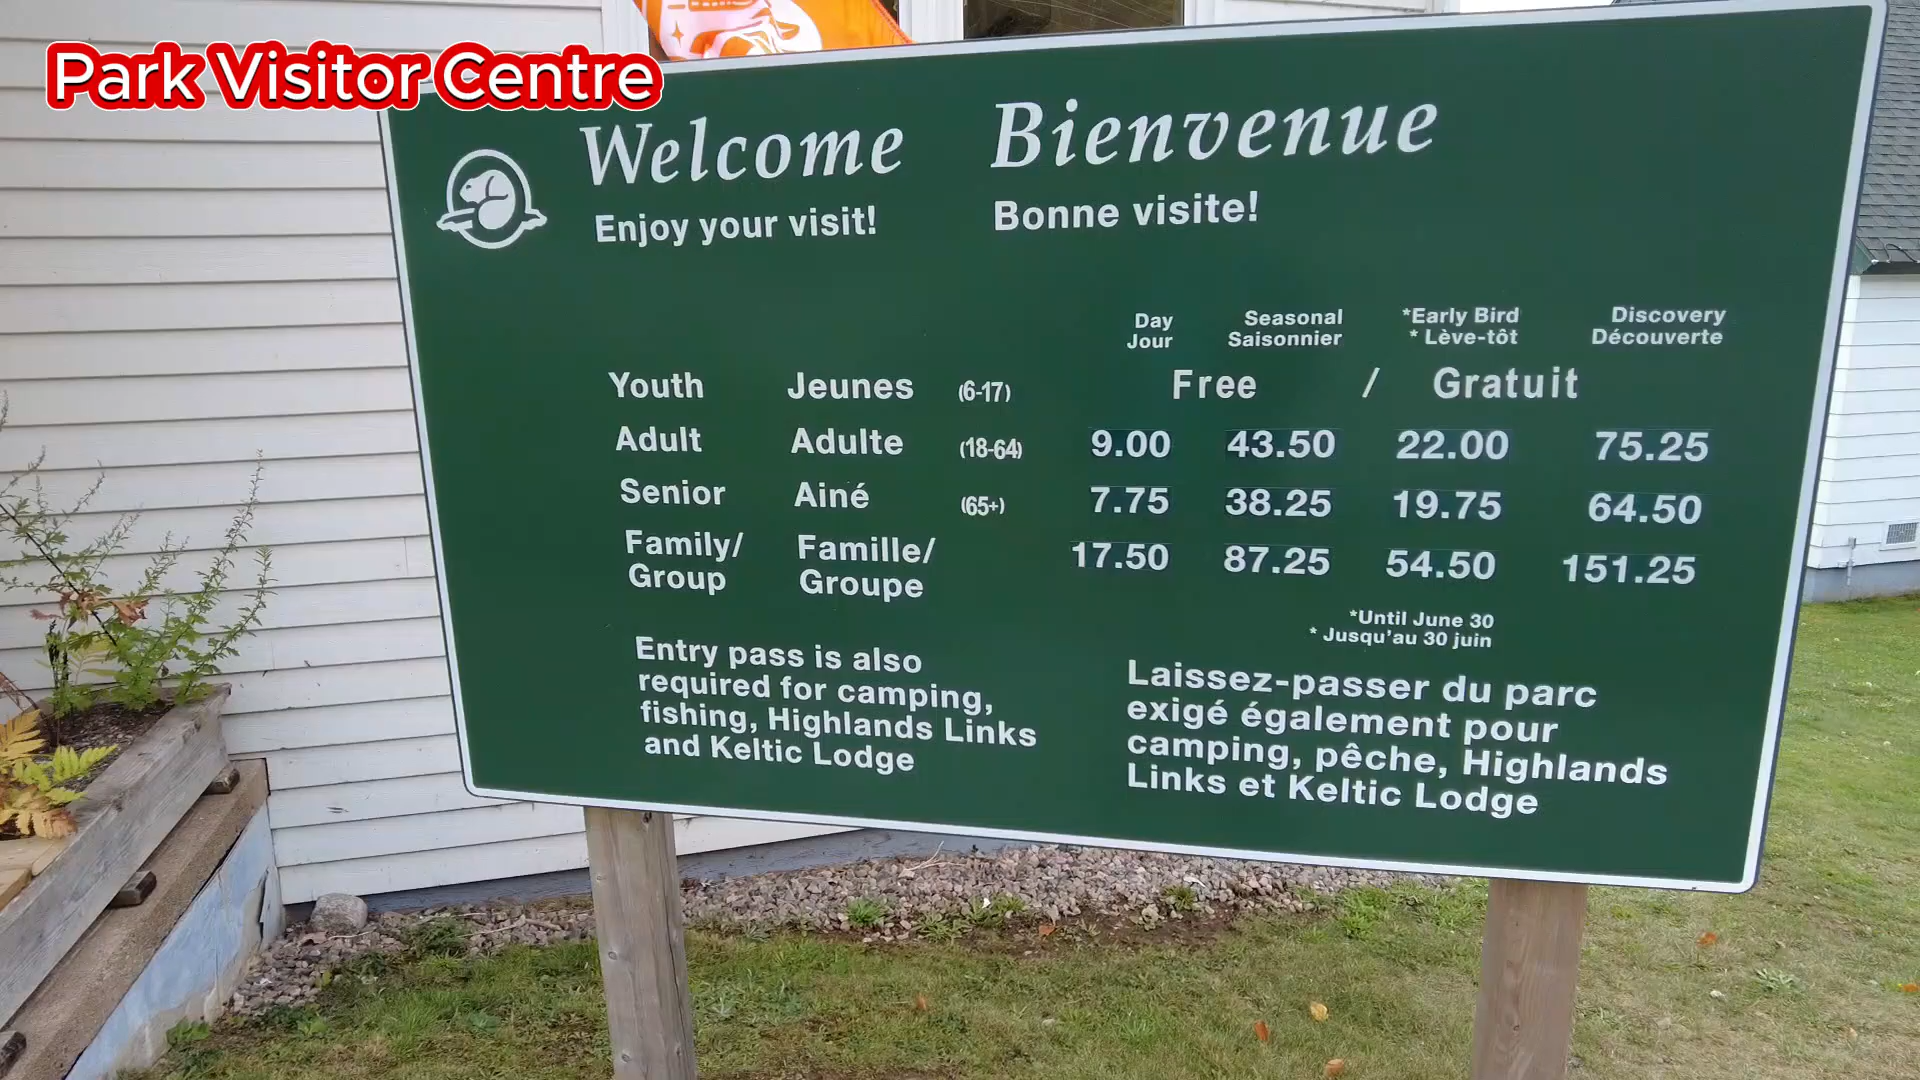 Park Visitor Centre
Welcome Bienvenue
Enjoy your visit! Bonne visite!
Day Seasonal *Early Bird Discovery
Jour Saisonnier * Lève-tôt Découverte
Youth Jeunes (6-17) Free / Gratuit
Adult Adulte (18-64) 9.00 43.50 22.00 75.25
Senior Ainé (65+) 7.75 38.25 19.75 64.50
Family/ Famille/ 17.50 87.25 54.50 151.25
Group Groupe
*Until June 30
* Jusqu'au 30 juin
Entry pass is also
required for camping,
fishing, Highlands Links
and Keltic Lodge
Laissez-passer du parc
exigé également pour
camping, pêche, Highlands
Links et Keltic Lodge